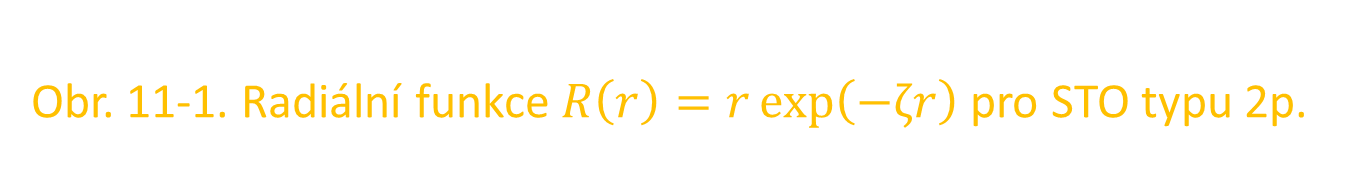 Obr. 11-1. Radiální funkce R(r) = r exp(−ζr) pro STO typu 2p.